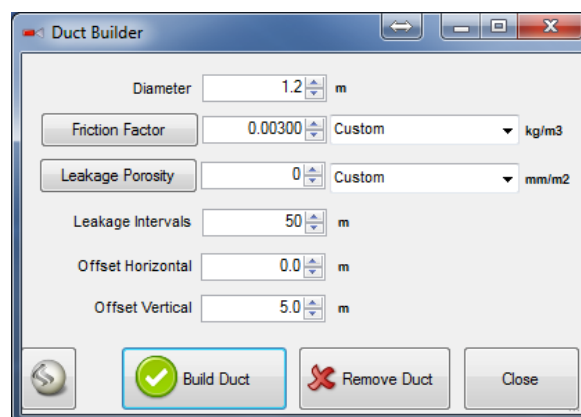 Duct Builder
Diameter 1.2 m
Friction Factor 0.00300 Custom kg/m3
Leakage Porosity 0 Custom mm/m2
Leakage Intervals 50 m
Offset Horizontal 0.0 m
Offset Vertical 5.0 m
Build Duct Remove Duct Close